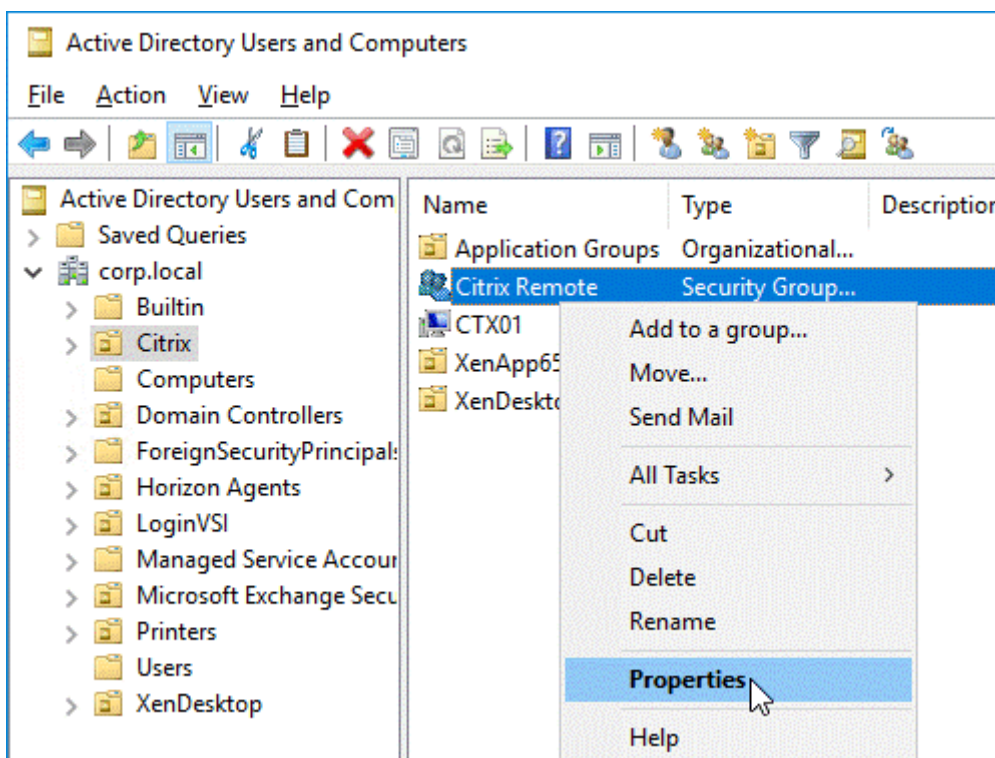 Active Directory Users and Computers
File Action View Help
Active Directory Users and Com
Saved Queries
corp.local
Builtin
Citrix
Computers
Domain Controllers
ForeignSecurityPrincipals
Horizon Agents
LoginVSI
Managed Service Accour
Microsoft Exchange Secu
Printers
Users
XenDesktop
Name Type Description
Application Groups Organizational...
Citrix Remote Security Group...
CTX01
XenApp65
XenDeskto
Add to a group...
Move...
Send Mail
All Tasks
Cut
Delete
Rename
Properties
Help